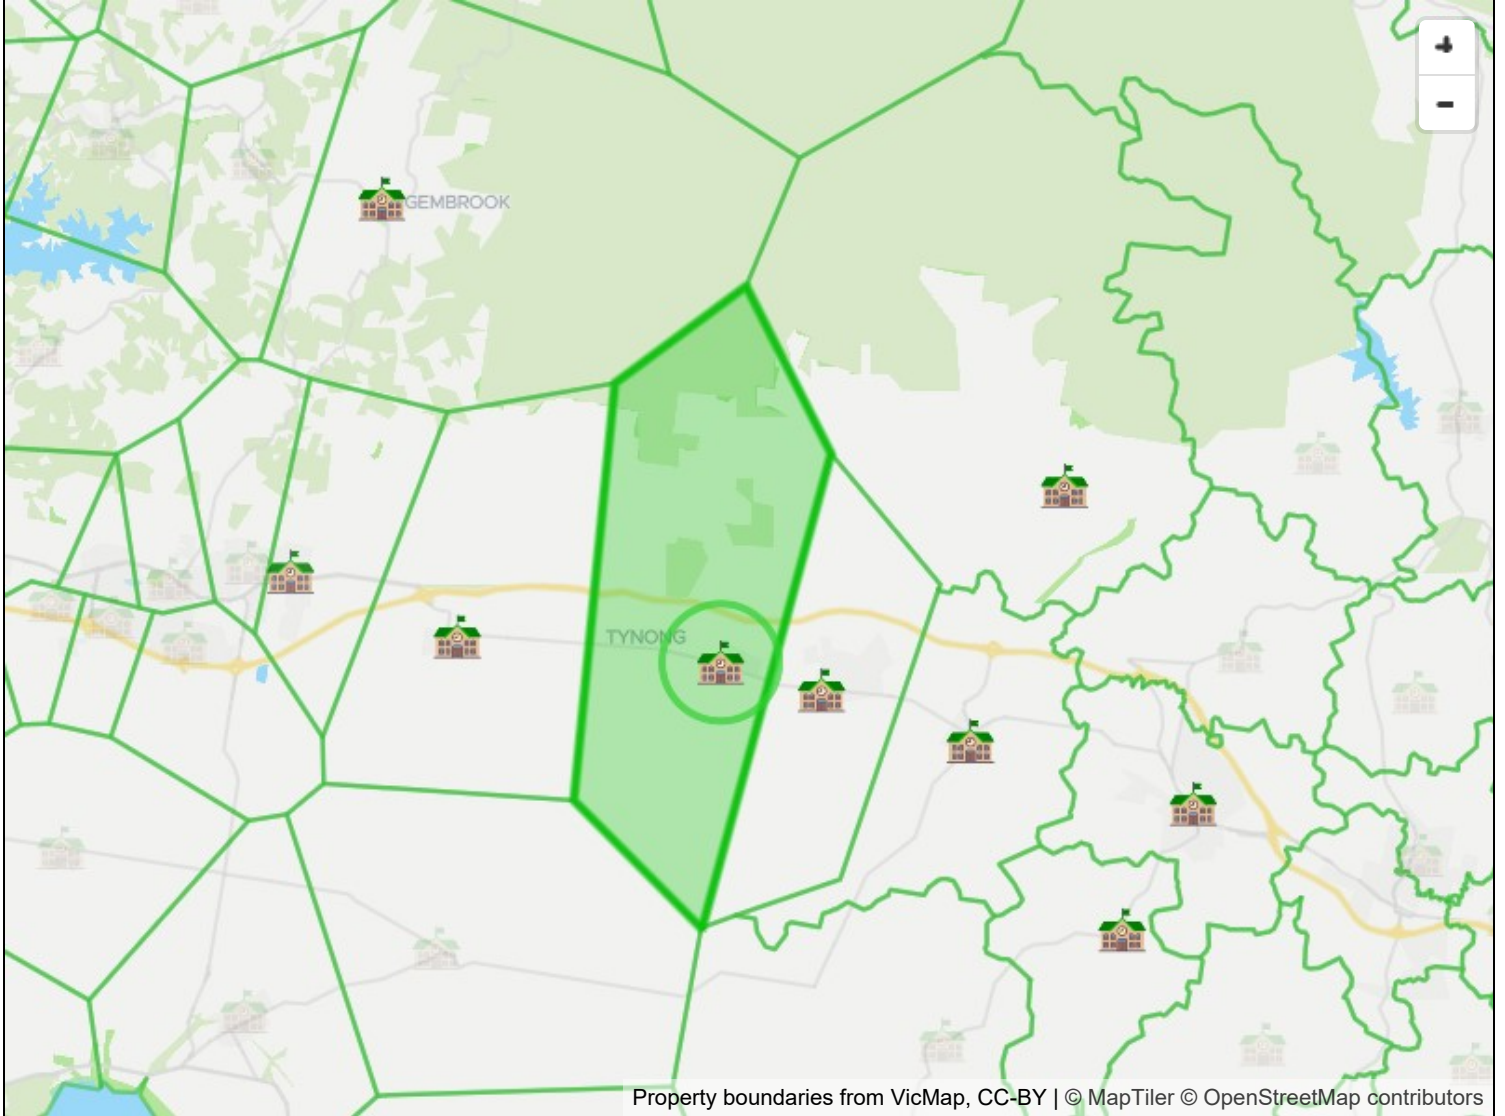 +
GEMBROOK
TYNONG
-
Property boundaries from VicMap, CC-BY | © MapTiler © OpenStreetMap contributors